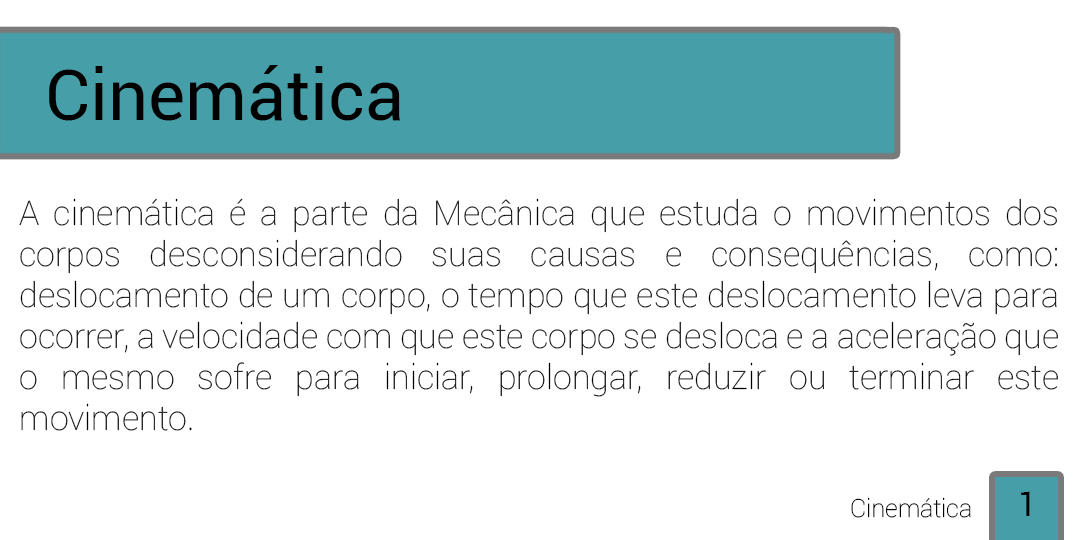 Cinemática
A cinemática é a parte da Mecânica que estuda o movimentos dos
corpos desconsiderando suas causas e consequências, como:
deslocamento de um corpo, o tempo que este deslocamento leva para
ocorrer, a velocidade com que este corpo se desloca e a aceleração que
o mesmo sofre para iniciar, prolongar, reduzir ou terminar este
movimento.
Cinemática 1